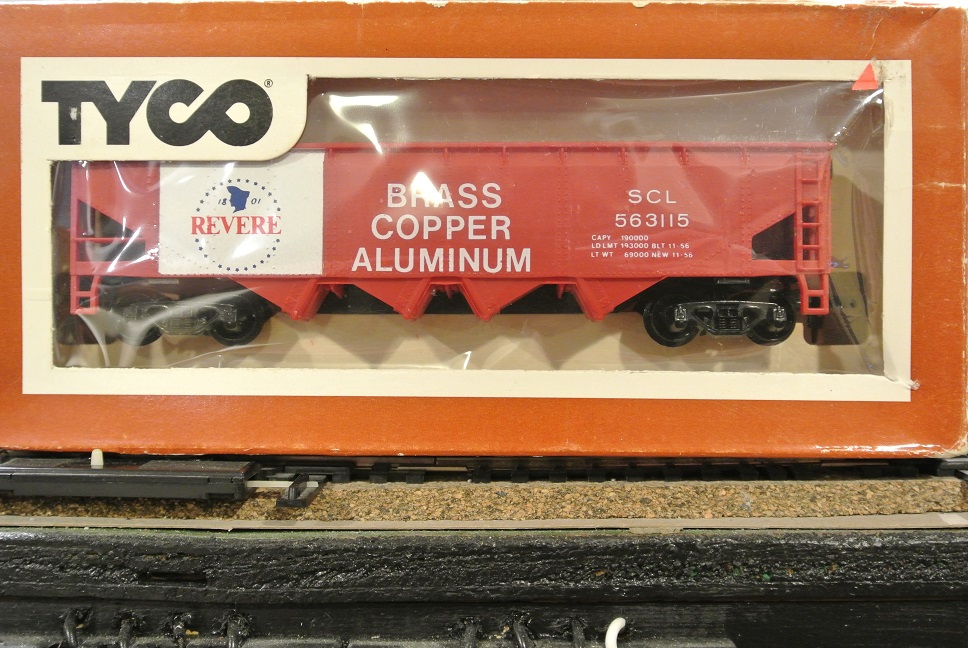 TYCO®
18 01
REVERE
BRASS
COPPER
ALUMINUM
SCL
563115
CAPY 190000
LD LMT 193000 BLT 11-56
LT WT 69000 NEW 11-56